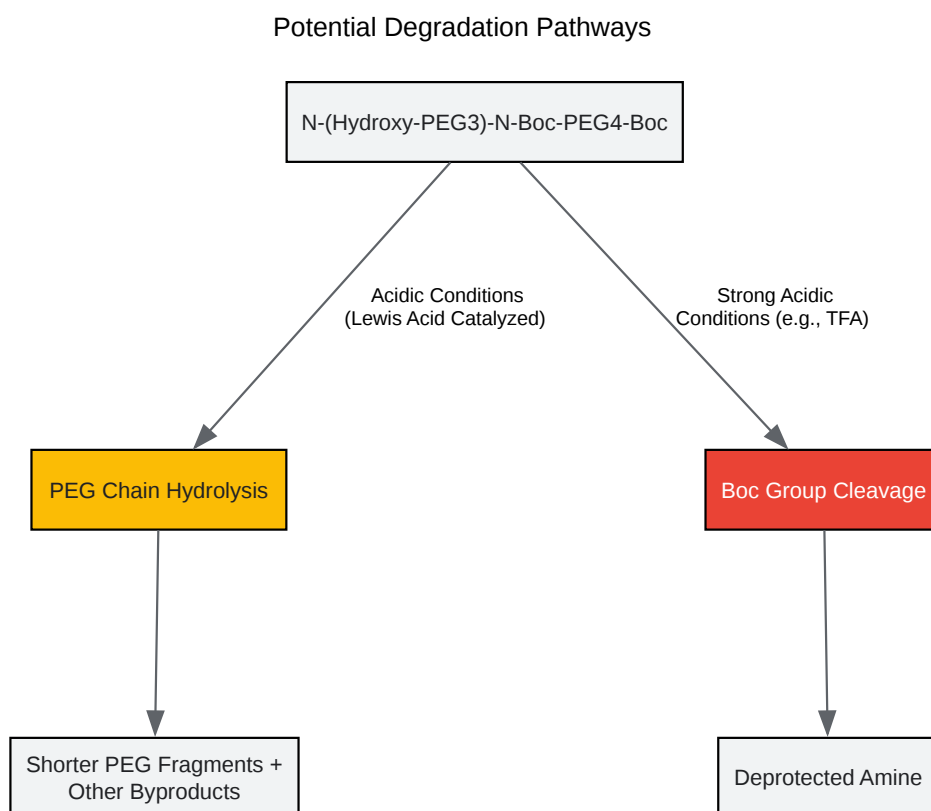 Potential Degradation Pathways
N-(Hydroxy-PEG3)-N-Boc-PEG4-Boc
Acidic Conditions
(Lewis Acid Catalyzed)
Strong Acidic
Conditions (e.g., TFA)
PEG Chain Hydrolysis
Boc Group Cleavage
Shorter PEG Fragments +
Other Byproducts
Deprotected Amine